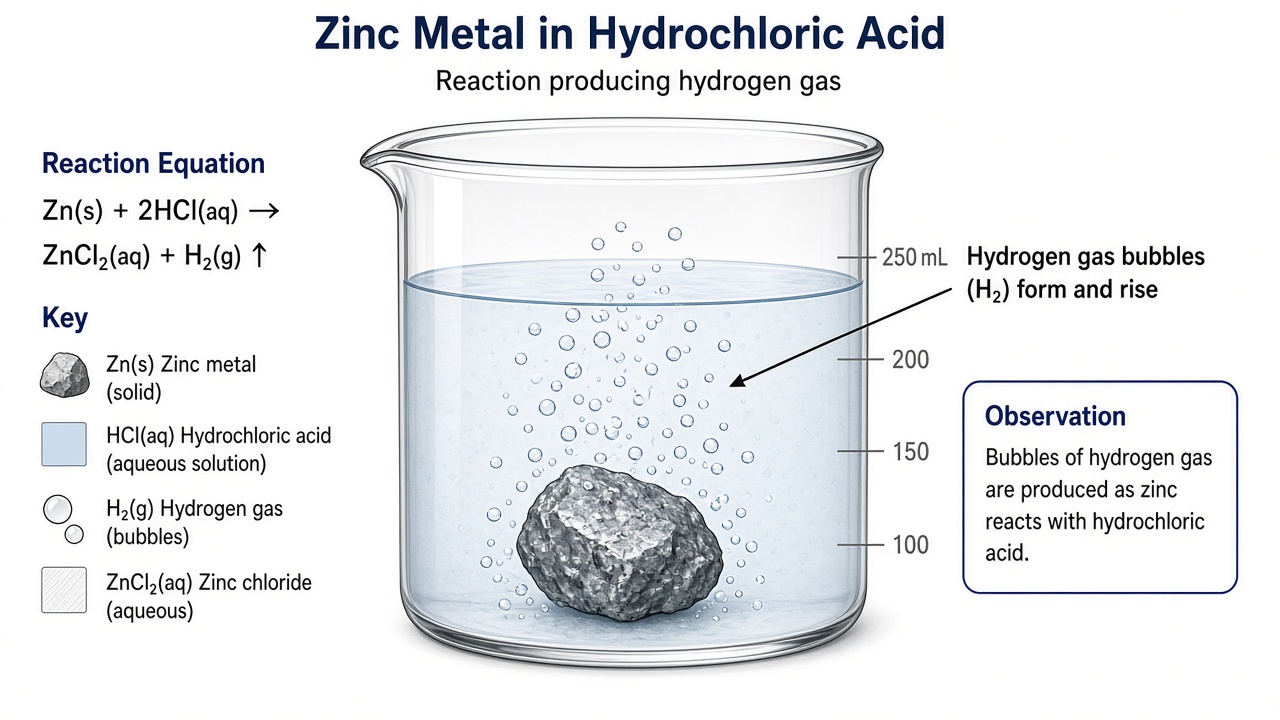 Zinc Metal in Hydrochloric Acid
Reaction producing hydrogen gas
Reaction Equation
Zn(s) + 2HCl(aq) →
ZnCl₂(aq) + H₂(g) ↑
Key
Zn(s) Zinc metal
(solid)
HCl(aq) Hydrochloric acid
(aqueous solution)
H₂(g) Hydrogen gas
(bubbles)
ZnCl₂(aq) Zinc chloride
(aqueous)
250 mL
200
150
100
Hydrogen gas bubbles
(H₂) form and rise
Observation
Bubbles of hydrogen gas
are produced as zinc
reacts with hydrochloric
acid.